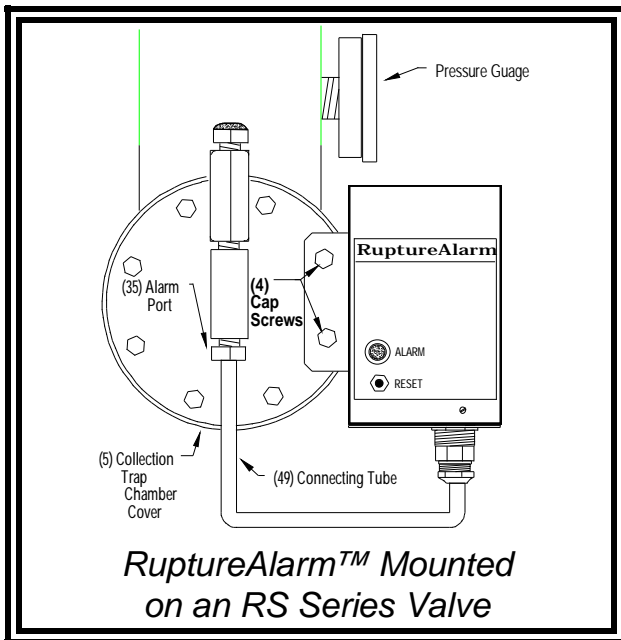 Pressure Guage
RuptureAlarm
(35) Alarm
Port
(4)
Cap
Screws
ALARM
RESET
(5) Collection
Trap
Chamber
Cover
(49) Connecting Tube
RuptureAlarm™ Mounted
on an RS Series Valve